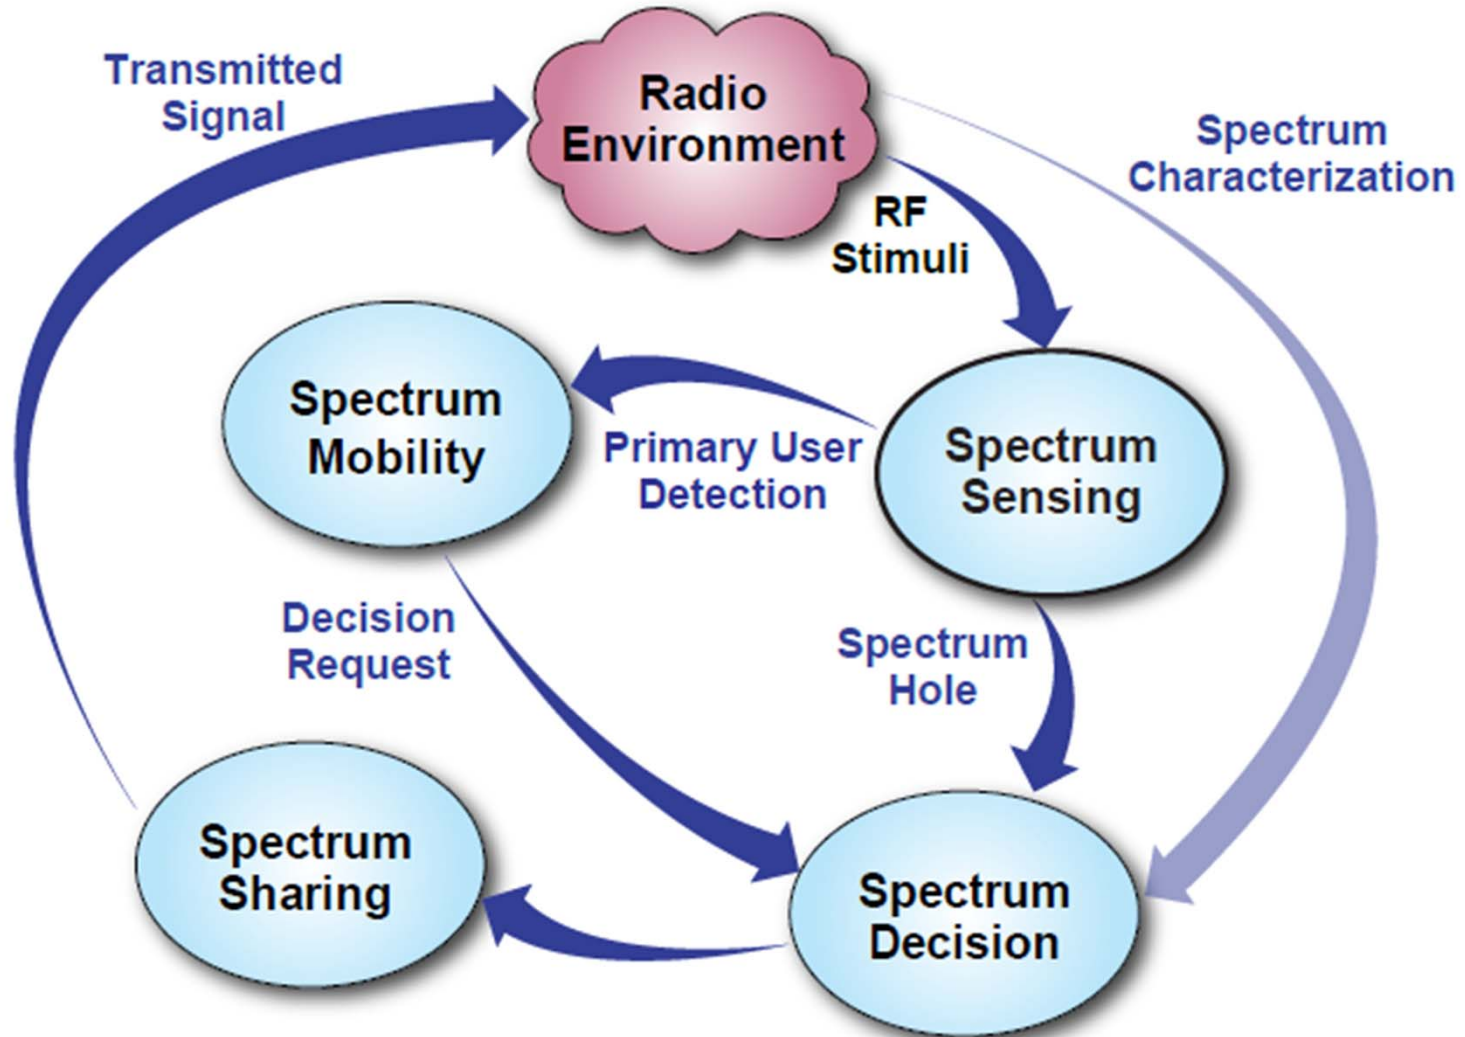 Transmitted
Signal
Radio
Environment
Spectrum
Characterization
RF
Stimuli
Spectrum
Mobility
Primary User
Detection
Spectrum
Sensing
Decision
Request
Spectrum
Hole
Spectrum
Sharing
Spectrum
Decision